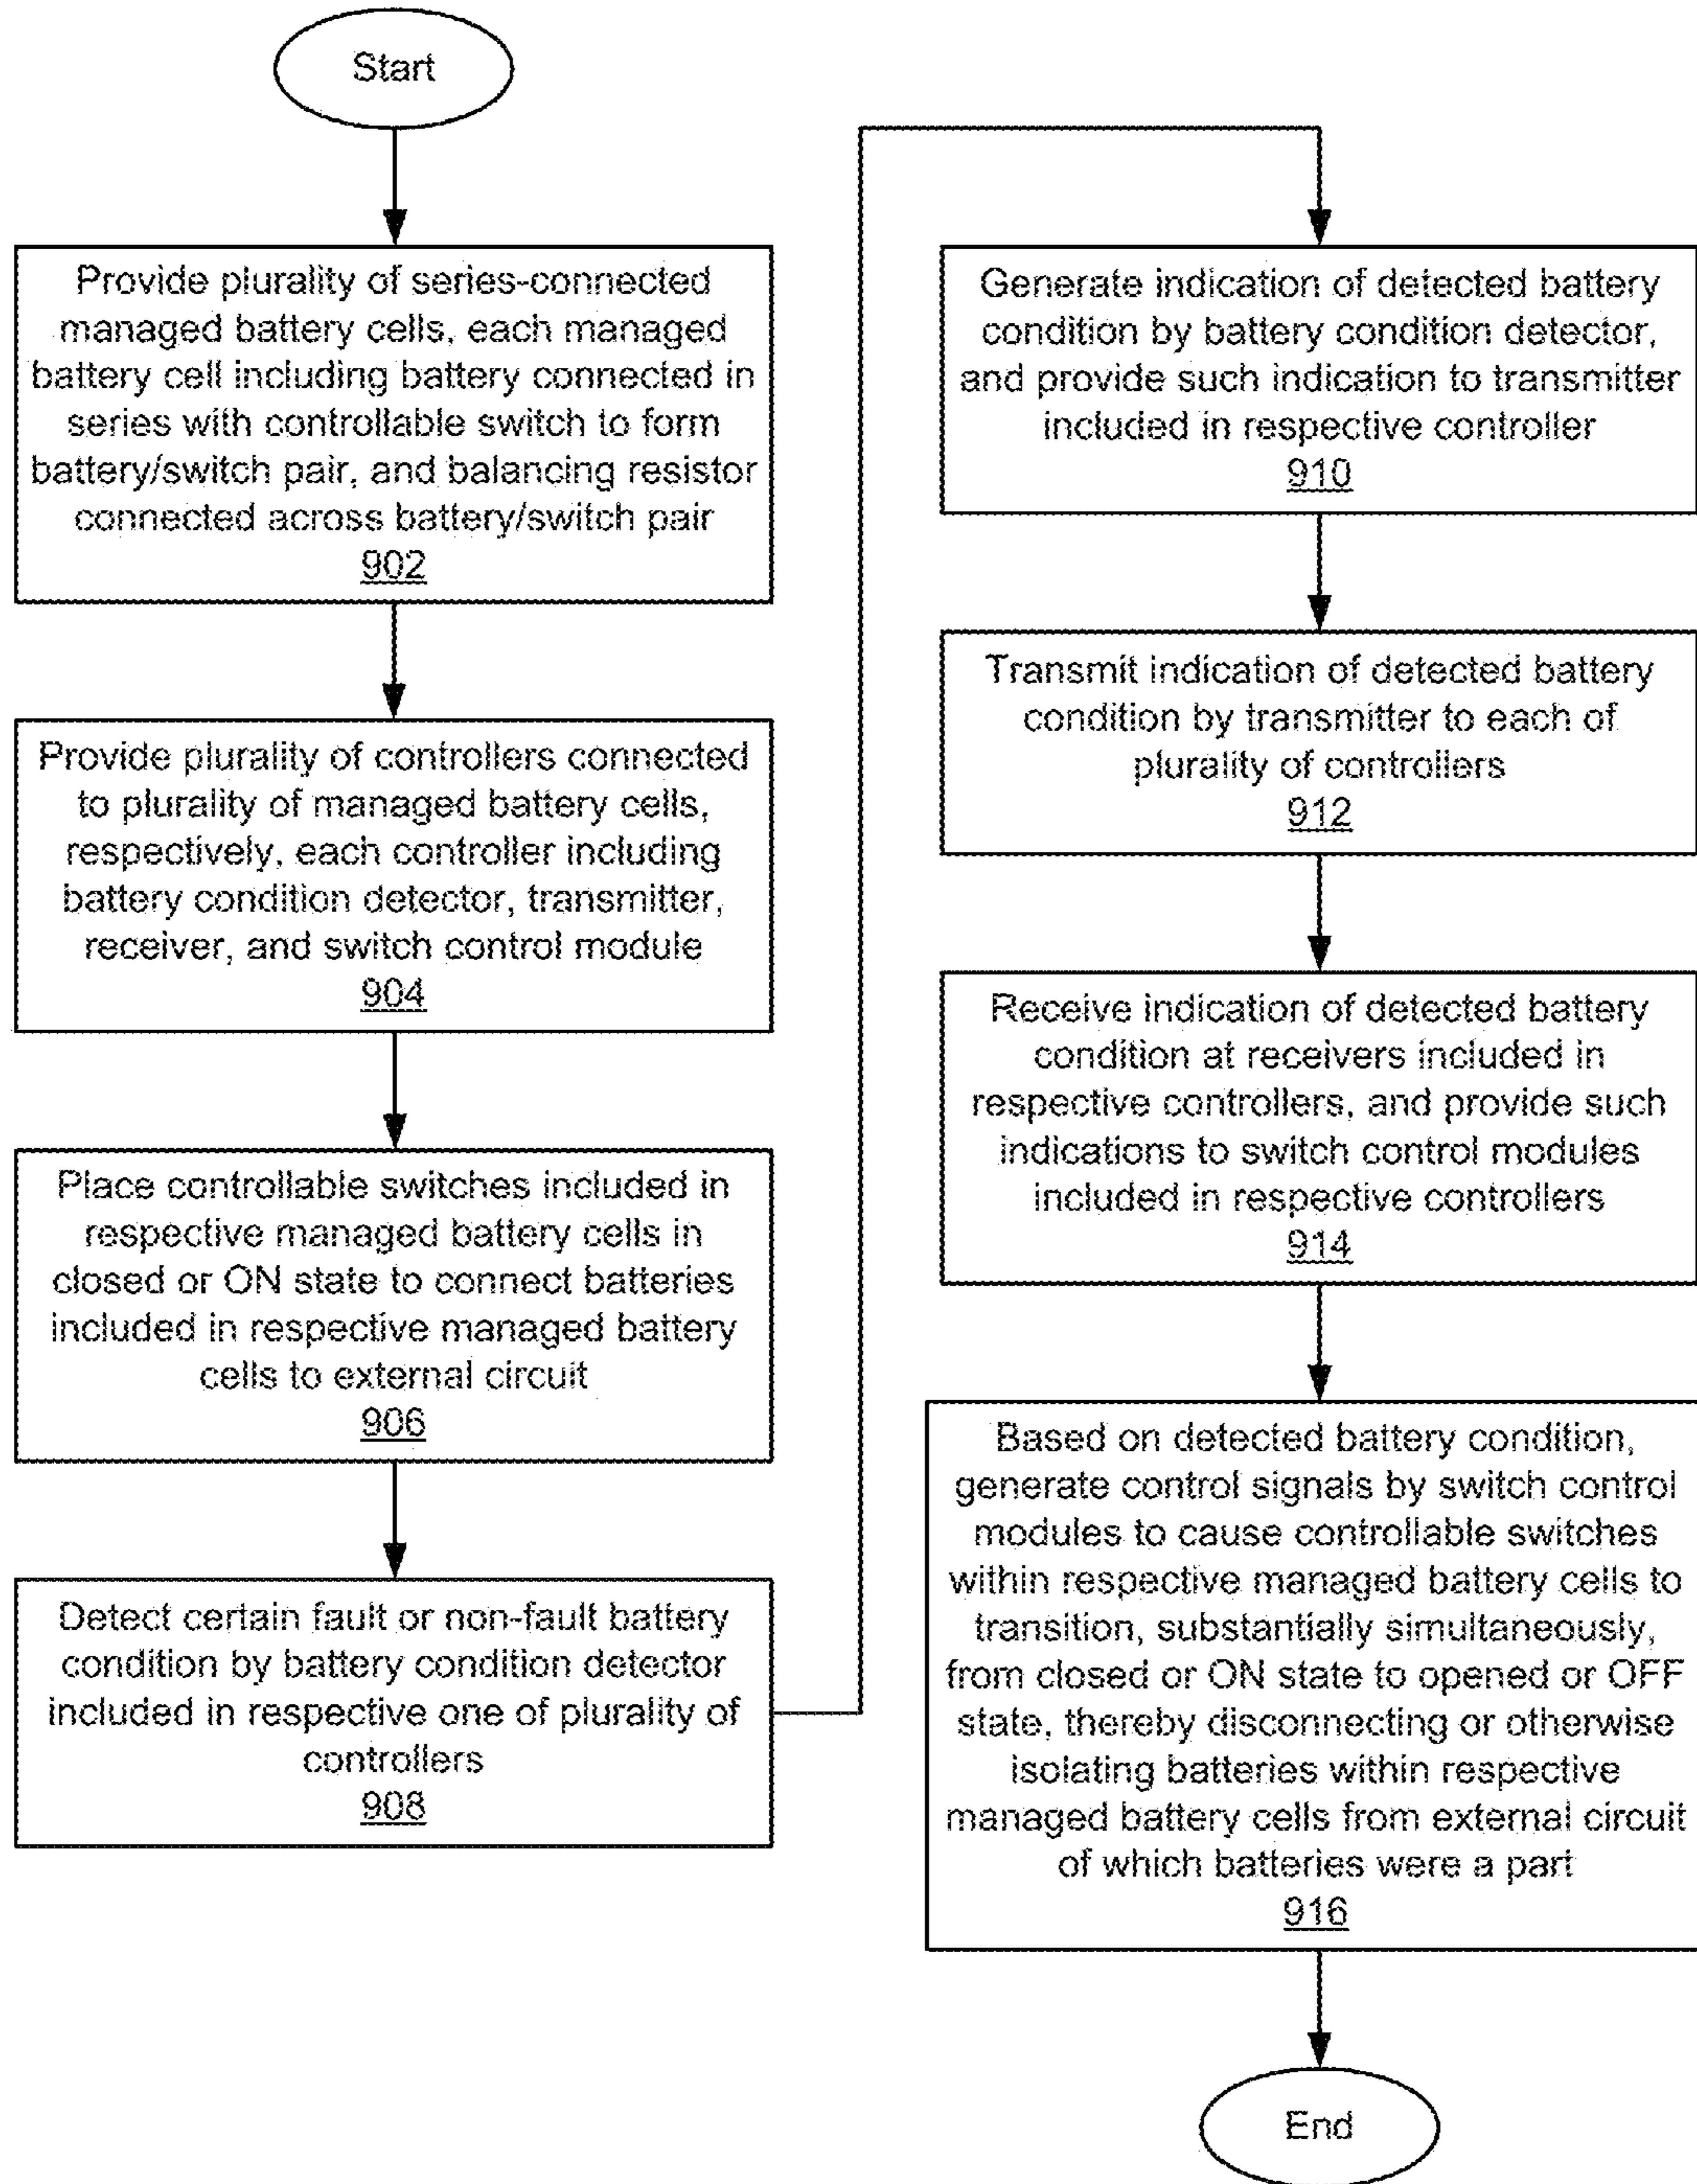 Start
Provide plurality of series-connected
managed battery cells, each managed
battery cell including battery connected in
series with controllable switch to form
battery/switch pair, and balancing resistor
connected across battery/switch pair
902
Provide plurality of controllers connected
to plurality of managed battery cells,
respectively, each controller including
battery condition detector, transmitter,
receiver, and switch control module
904
Place controllable switches included in
respective managed battery cells in
closed or ON state to connect batteries
included in respective managed battery
cells to external circuit
906
Detect certain fault or non-fault battery
condition by battery condition detector
included in respective one of plurality of
controllers
908
Generate indication of detected battery
condition by battery condition detector,
and provide such indication to transmitter
included in respective controller
910
Transmit indication of detected battery
condition by transmitter to each of
plurality of controllers
912
Receive indication of detected battery
condition at receivers included in
respective controllers, and provide such
indications to switch control modules
included in respective controllers
914
Based on detected battery condition,
generate control signals by switch control
modules to cause controllable switches
within respective managed battery cells to
transition, substantially simultaneously,
from closed or ON state to opened or OFF
state, thereby disconnecting or otherwise
isolating batteries within respective
managed battery cells from external circuit
of which batteries were a part
916
End